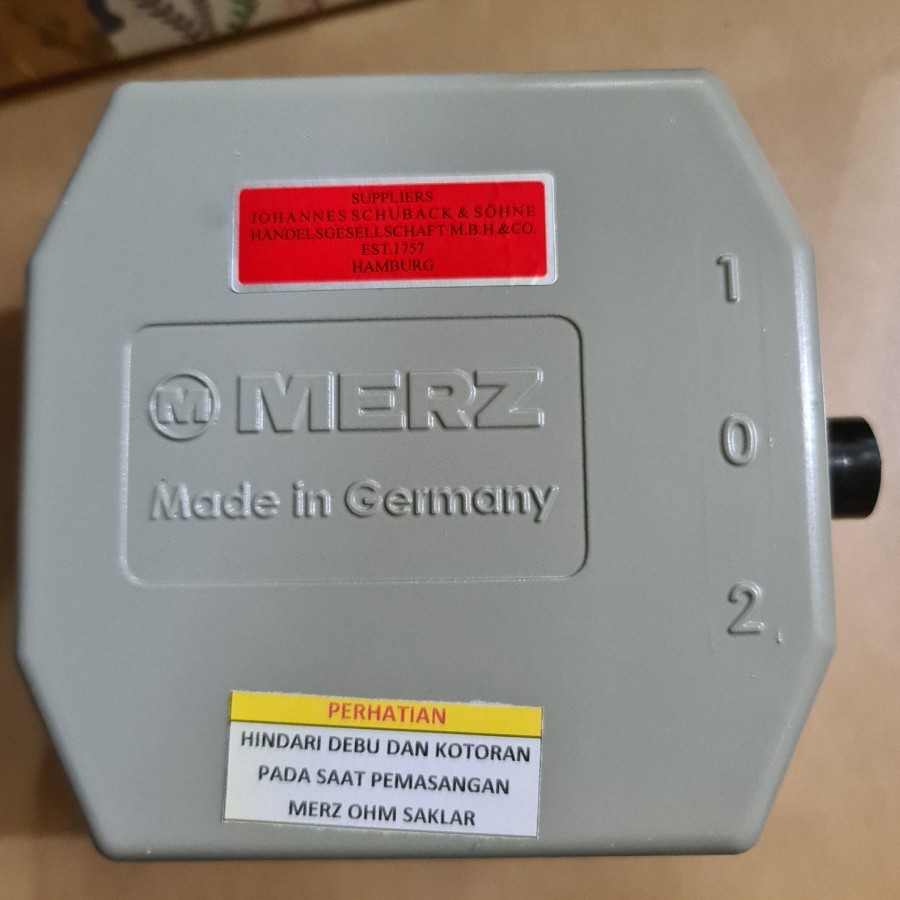 SUPPLIERS
JOHANNES SCHUBACK & SÖHNE
HANDELSGESELLSCHAFT M.B.H.&CO.
EST.1757
HAMBURG
1
M MERZ
0
Made in Germany
2
PERHATIAN
HINDARI DEBU DAN KOTORAN
PADA SAAT PEMASANGAN
MERZ OHM SAKLAR